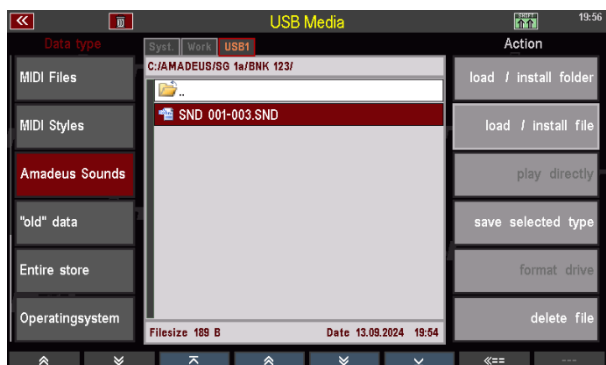 USB Media
19:56
Data type
Syst. Work USB1
Action
C:/AMADEUS/SG 1a/BNK 123/
MIDI Files
..
load / install folder
SND 001-003.SND
MIDI Styles
load / install file
Amadeus Sounds
play directly
"old" data
save selected type
Entire store
format drive
Operatingsystem
delete file
Filesize 189 B
Date 13.09.2024 19:54
«==
---